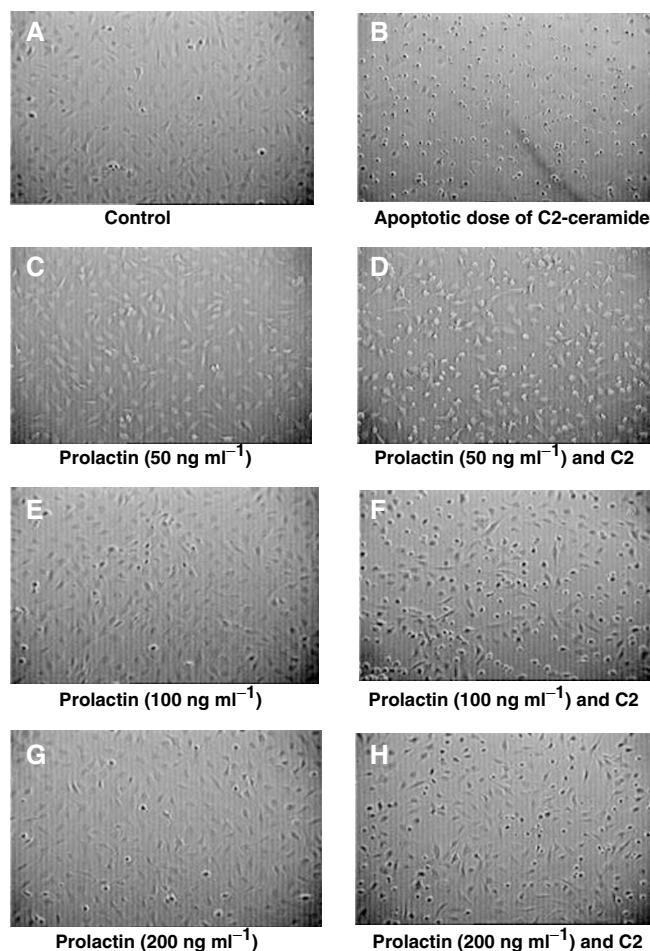 A
B
Control
Apoptotic dose of C2-ceramide
C
D
Prolactin (50 ng ml⁻¹)
Prolactin (50 ng ml⁻¹) and C2
E
F
Prolactin (100 ng ml⁻¹)
Prolactin (100 ng ml⁻¹) and C2
G
H
Prolactin (200 ng ml⁻¹)
Prolactin (200 ng ml⁻¹) and C2